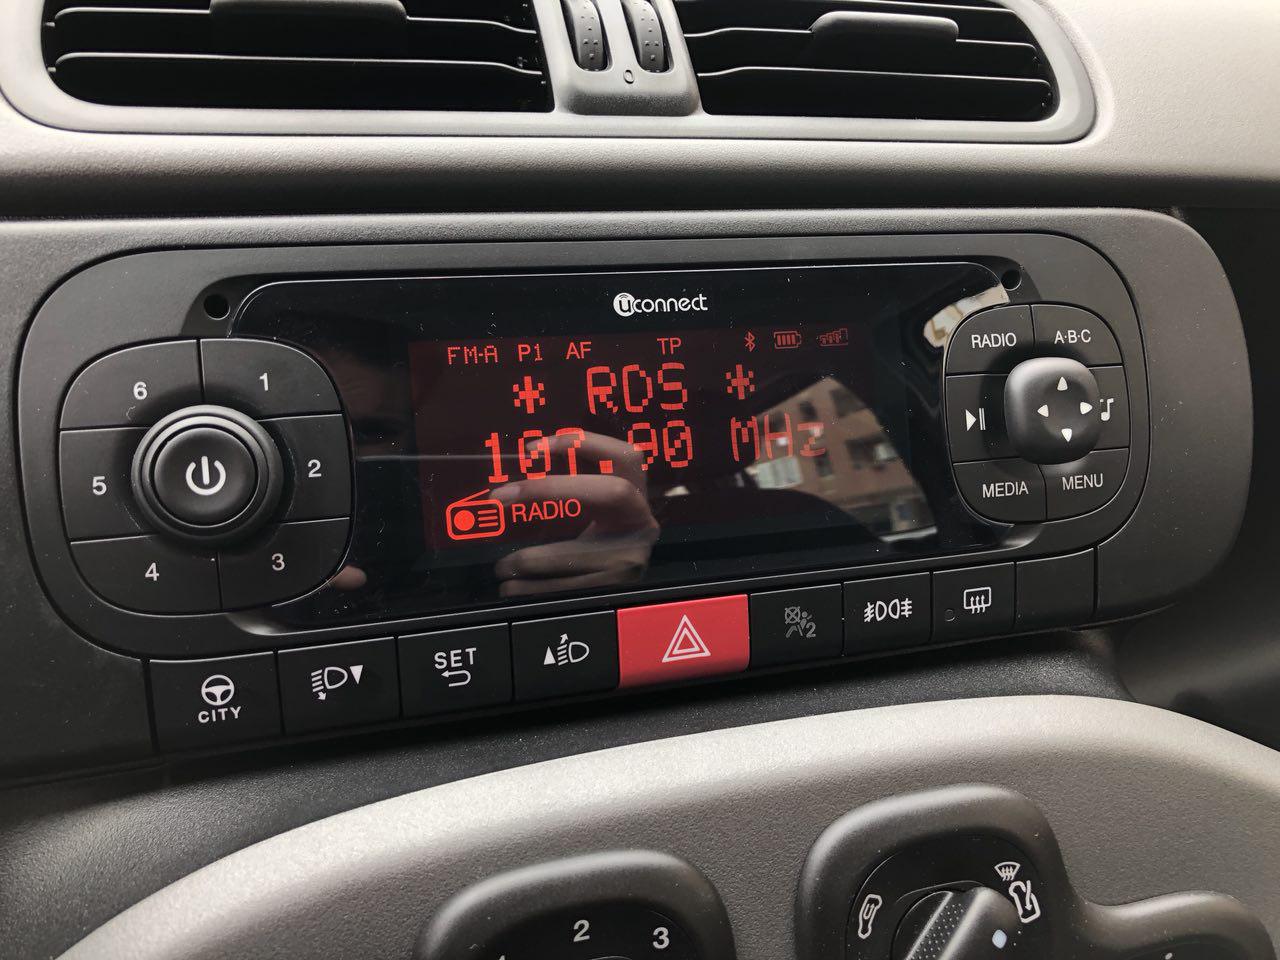 0
uconnect
FM-A P1 AF TP
* RDS *
107.90 MHz
RADIO
6 1
5 2
4 3
RADIO A·B·C
MEDIA MENU
CITY
SET
2
2 3